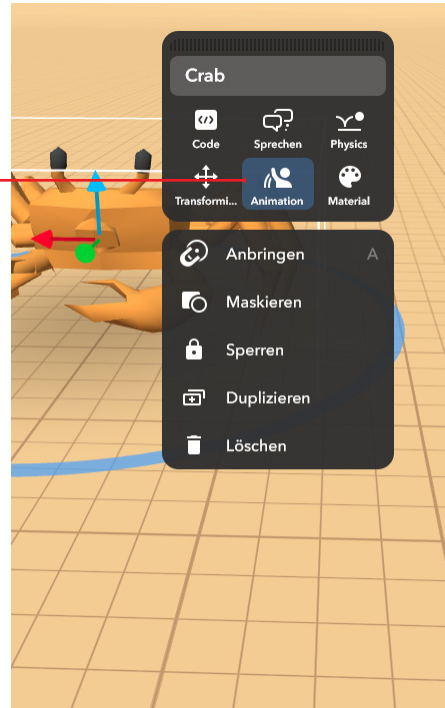 Crab
Code
Sprechen
Physics
Transformi...
Animation
Material
Anbringen A
Maskieren
Sperren
Duplizieren
Löschen